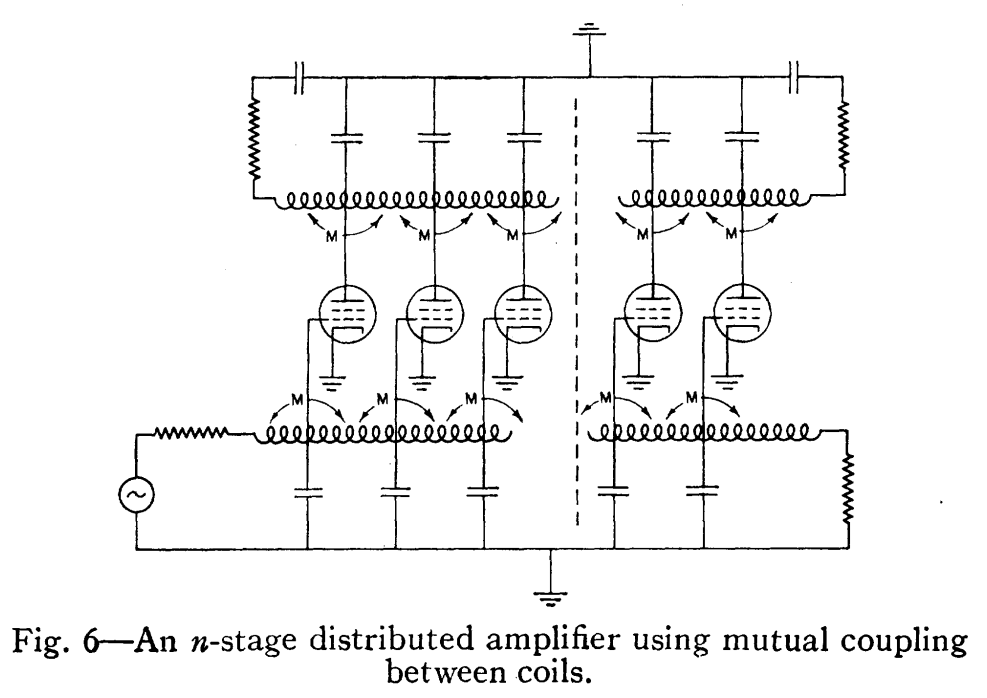 M M M M M
M M M M M
Fig. 6—An n-stage distributed amplifier using mutual coupling
between coils.